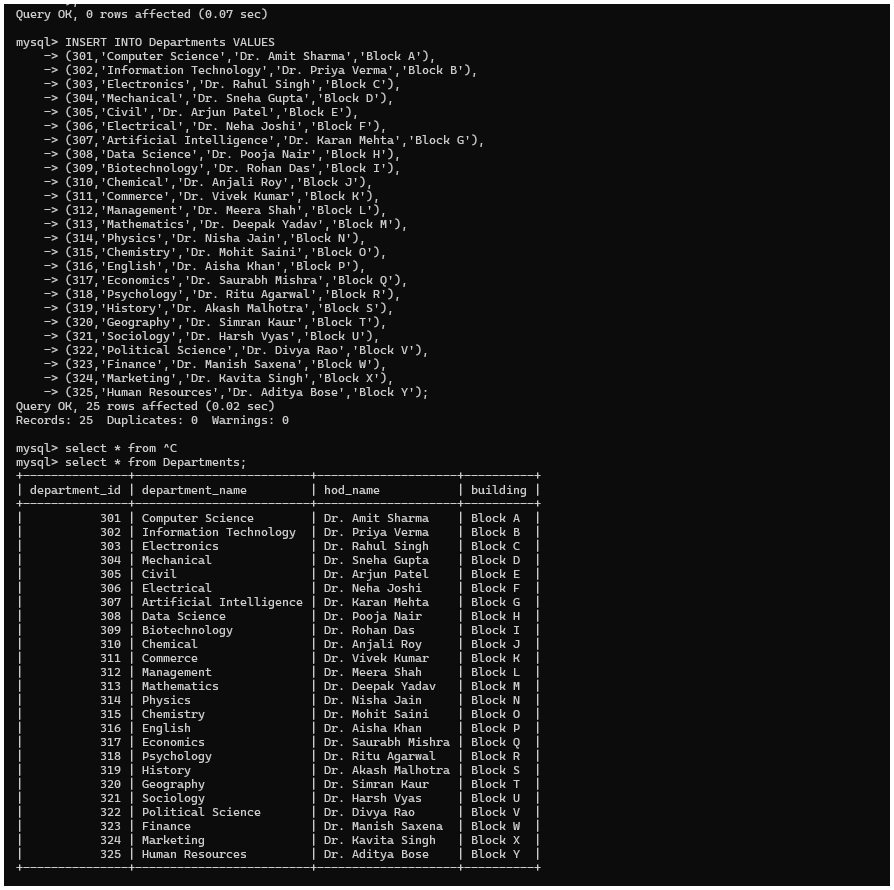 Query OK, 0 rows affected (0.07 sec)
mysql> INSERT INTO Departments VALUES
    -> (301,'Computer Science','Dr. Amit Sharma','Block A'),
    -> (302,'Information Technology','Dr. Priya Verma','Block B'),
    -> (303,'Electronics','Dr. Rahul Singh','Block C'),
    -> (304,'Mechanical','Dr. Sneha Gupta','Block D'),
    -> (305,'Civil','Dr. Arjun Patel','Block E'),
    -> (306,'Electrical','Dr. Neha Joshi','Block F'),
    -> (307,'Artificial Intelligence','Dr. Karan Mehta','Block G'),
    -> (308,'Data Science','Dr. Pooja Nair','Block H'),
    -> (309,'Biotechnology','Dr. Rohan Das','Block I'),
    -> (310,'Chemical','Dr. Anjali Roy','Block J'),
    -> (311,'Commerce','Dr. Vivek Kumar','Block K'),
    -> (312,'Management','Dr. Meera Shah','Block L'),
    -> (313,'Mathematics','Dr. Deepak Yadav','Block M'),
    -> (314,'Physics','Dr. Nisha Jain','Block N'),
    -> (315,'Chemistry','Dr. Mohit Saini','Block O'),
    -> (316,'English','Dr. Aisha Khan','Block P'),
    -> (317,'Economics','Dr. Saurabh Mishra','Block Q'),
    -> (318,'Psychology','Dr. Ritu Agarwal','Block R'),
    -> (319,'History','Dr. Akash Malhotra','Block S'),
    -> (320,'Geography','Dr. Simran Kaur','Block T'),
    -> (321,'Sociology','Dr. Harsh Vyas','Block U'),
    -> (322,'Political Science','Dr. Divya Rao','Block V'),
    -> (323,'Finance','Dr. Manish Saxena','Block W'),
    -> (324,'Marketing','Dr. Kavita Singh','Block X'),
    -> (325,'Human Resources','Dr. Aditya Bose','Block Y');
Query OK, 25 rows affected (0.02 sec)
Records: 25  Duplicates: 0  Warnings: 0
mysql> select * from ^C
mysql> select * from Departments;
| department_id | department_name         | hod_name           | building |
|           301 | Computer Science        | Dr. Amit Sharma    | Block A  |
|           302 | Information Technology  | Dr. Priya Verma    | Block B  |
|           303 | Electronics             | Dr. Rahul Singh    | Block C  |
|           304 | Mechanical              | Dr. Sneha Gupta    | Block D  |
|           305 | Civil                   | Dr. Arjun Patel    | Block E  |
|           306 | Electrical              | Dr. Neha Joshi     | Block F  |
|           307 | Artificial Intelligence | Dr. Karan Mehta    | Block G  |
|           308 | Data Science            | Dr. Pooja Nair     | Block H  |
|           309 | Biotechnology           | Dr. Rohan Das      | Block I  |
|           310 | Chemical                | Dr. Anjali Roy     | Block J  |
|           311 | Commerce                | Dr. Vivek Kumar    | Block K  |
|           312 | Management              | Dr. Meera Shah     | Block L  |
|           313 | Mathematics             | Dr. Deepak Yadav   | Block M  |
|           314 | Physics                 | Dr. Nisha Jain     | Block N  |
|           315 | Chemistry               | Dr. Mohit Saini    | Block O  |
|           316 | English                 | Dr. Aisha Khan     | Block P  |
|           317 | Economics               | Dr. Saurabh Mishra | Block Q  |
|           318 | Psychology              | Dr. Ritu Agarwal   | Block R  |
|           319 | History                 | Dr. Akash Malhotra | Block S  |
|           320 | Geography               | Dr. Simran Kaur    | Block T  |
|           321 | Sociology               | Dr. Harsh Vyas     | Block U  |
|           322 | Political Science       | Dr. Divya Rao      | Block V  |
|           323 | Finance                 | Dr. Manish Saxena  | Block W  |
|           324 | Marketing               | Dr. Kavita Singh   | Block X  |
|           325 | Human Resources         | Dr. Aditya Bose    | Block Y  |